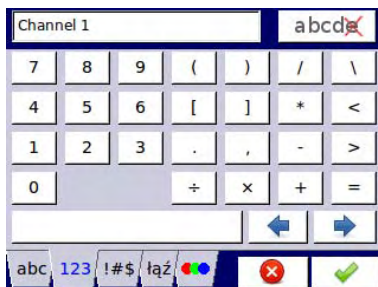 Channel 1 abcde
7 8 9 ( ) / \
4 5 6 [ ] * <
1 2 3 . , - >
0 ÷ × + =
abc 123 !#$ łąź